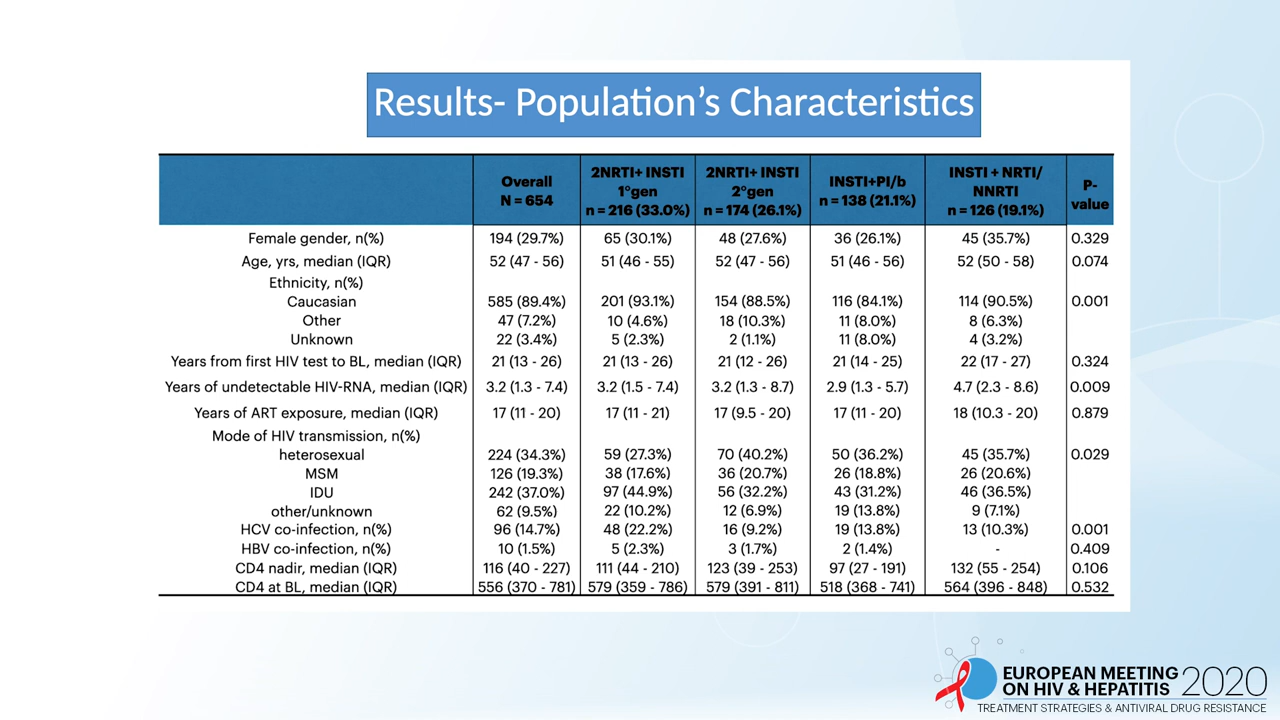 Results- Population’s Characteristics
Overall N = 654 2NRTI+ INSTI 1°gen n = 216 (33.0%) 2NRTI+ INSTI 2°gen n = 174 (26.1%) INSTI+PI/b n = 138 (21.1%) INSTI + NRTI/ NNRTI n = 126 (19.1%) P-value
Female gender, n(%) 194 (29.7%) 65 (30.1%) 48 (27.6%) 36 (26.1%) 45 (35.7%) 0.329
Age, yrs, median (IQR) 52 (47 - 56) 51 (46 - 55) 52 (47 - 56) 51 (46 - 56) 52 (50 - 58) 0.074
Ethnicity, n(%)
Caucasian 585 (89.4%) 201 (93.1%) 154 (88.5%) 116 (84.1%) 114 (90.5%) 0.001
Other 47 (7.2%) 10 (4.6%) 18 (10.3%) 11 (8.0%) 8 (6.3%)
Unknown 22 (3.4%) 5 (2.3%) 2 (1.1%) 11 (8.0%) 4 (3.2%)
Years from first HIV test to BL, median (IQR) 21 (13 - 26) 21 (13 - 26) 21 (12 - 26) 21 (14 - 25) 22 (17 - 27) 0.324
Years of undetectable HIV-RNA, median (IQR) 3.2 (1.3 - 7.4) 3.2 (1.5 - 7.4) 3.2 (1.3 - 8.7) 2.9 (1.3 - 5.7) 4.7 (2.3 - 8.6) 0.009
Years of ART exposure, median (IQR) 17 (11 - 20) 17 (11 - 21) 17 (9.5 - 20) 17 (11 - 20) 18 (10.3 - 20) 0.879
Mode of HIV transmission, n(%)
heterosexual 224 (34.3%) 59 (27.3%) 70 (40.2%) 50 (36.2%) 45 (35.7%) 0.029
MSM 126 (19.3%) 38 (17.6%) 36 (20.7%) 26 (18.8%) 26 (20.6%)
IDU 242 (37.0%) 97 (44.9%) 56 (32.2%) 43 (31.2%) 46 (36.5%)
other/unknown 62 (9.5%) 22 (10.2%) 12 (6.9%) 19 (13.8%) 9 (7.1%)
HCV co-infection, n(%) 96 (14.7%) 48 (22.2%) 16 (9.2%) 19 (13.8%) 13 (10.3%) 0.001
HBV co-infection, n(%) 10 (1.5%) 5 (2.3%) 3 (1.7%) 2 (1.4%) - 0.409
CD4 nadir, median (IQR) 116 (40 - 227) 111 (44 - 210) 123 (39 - 253) 97 (27 - 191) 132 (55 - 254) 0.106
CD4 at BL, median (IQR) 556 (370 - 781) 579 (359 - 786) 579 (391 - 811) 518 (368 - 741) 564 (396 - 848) 0.532
EUROPEAN MEETING
ON HIV & HEPATITIS 2020
TREATMENT STRATEGIES & ANTIVIRAL DRUG RESISTANCE